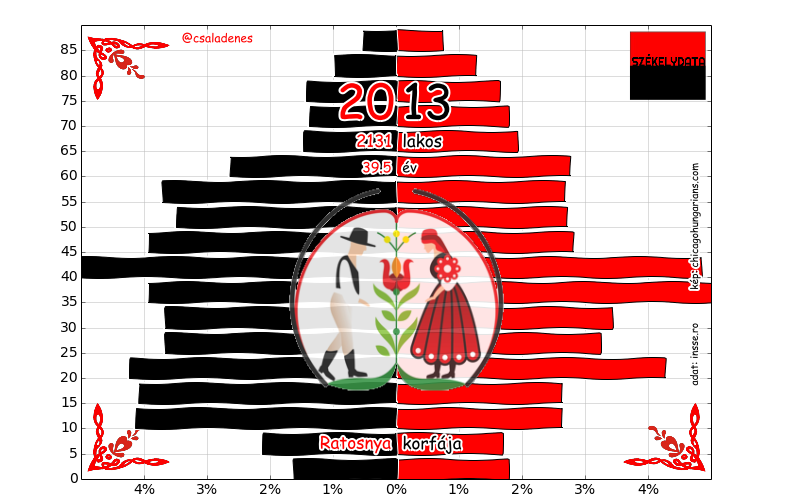 @csaladenes
SZÉKELYDATA
2013
2131 lakos
39.5 év
kép: chicagohungarians.com
adat: insse.ro
Ratosnya korfája
85
80
75
70
65
60
55
50
45
40
35
30
25
20
15
10
5
0
4% 3% 2% 1% 0% 1% 2% 3% 4%